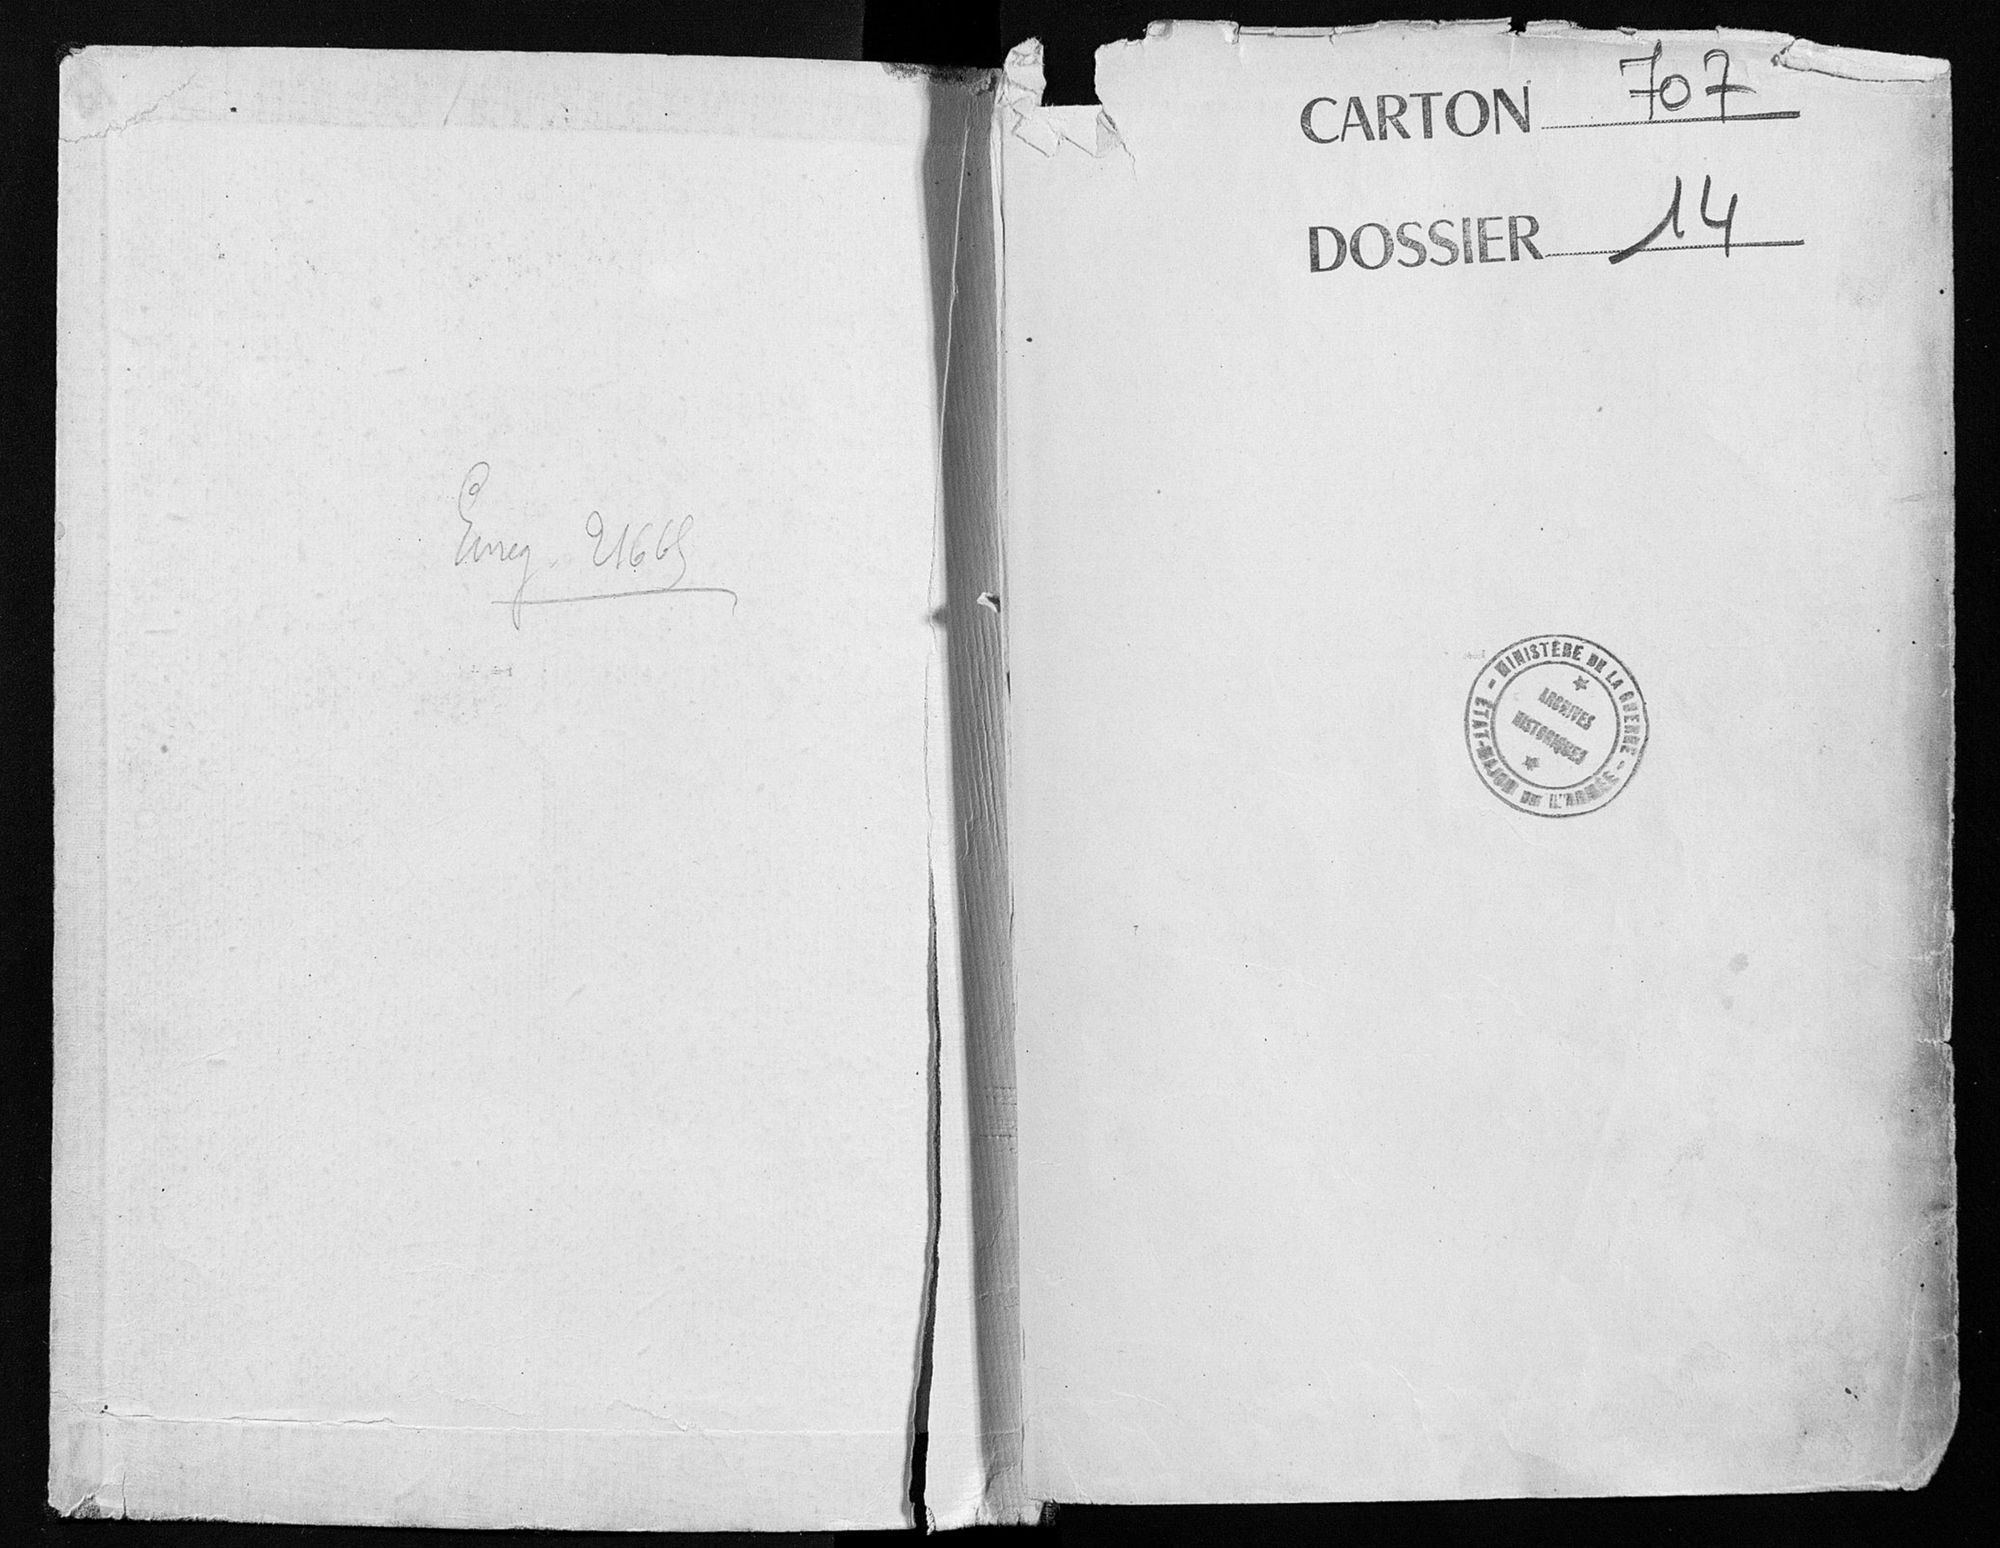 Enreg. 21665
CARTON 707
DOSSIER 14
MINISTÈRE DE LA GUERRE -
ÉTAT-MAJOR DE L'ARMÉE -
ARCHIVES
HISTORIQUES